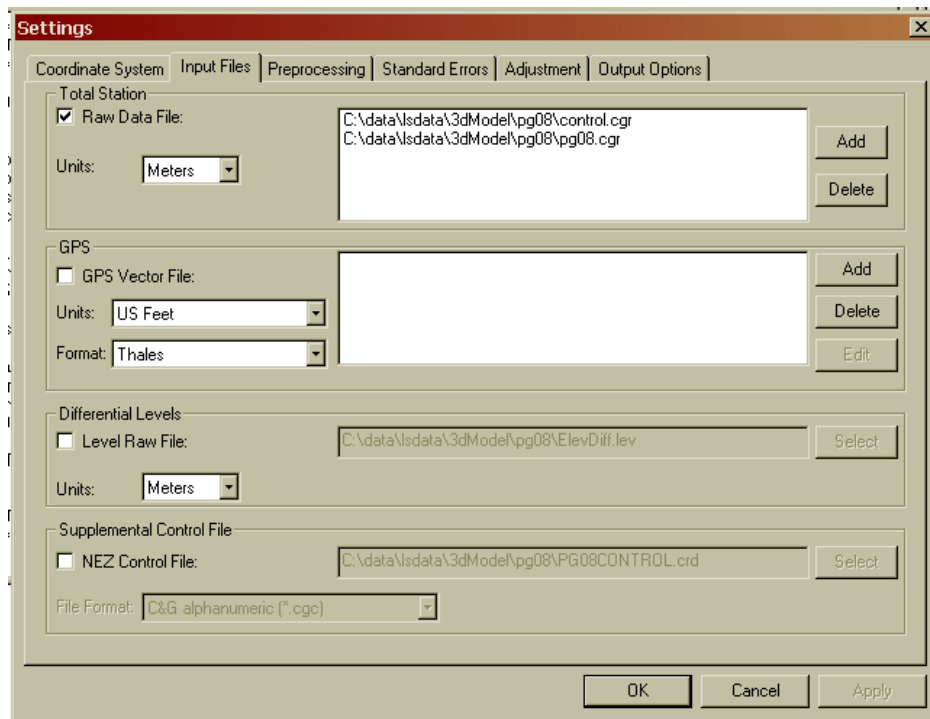 Settings
Coordinate System Input Files Preprocessing Standard Errors Adjustment Output Options
Total Station
Raw Data File:
C:\data\lsdata\3dModel\pg08\control.cgr
C:\data\lsdata\3dModel\pg08\pg08.cgr
Add
Units: Meters
Delete
GPS
GPS Vector File:
Add
Units: US Feet
Delete
Format: Thales
Edit
Differential Levels
Level Raw File: C:\data\lsdata\3dModel\pg08\ElevDiff.lev Select
Units: Meters
Supplemental Control File
NEZ Control File: C:\data\lsdata\3dModel\pg08\PG08CONTROL.crd Select
File Format: C&G alphanumeric (*.cgc)
OK Cancel Apply